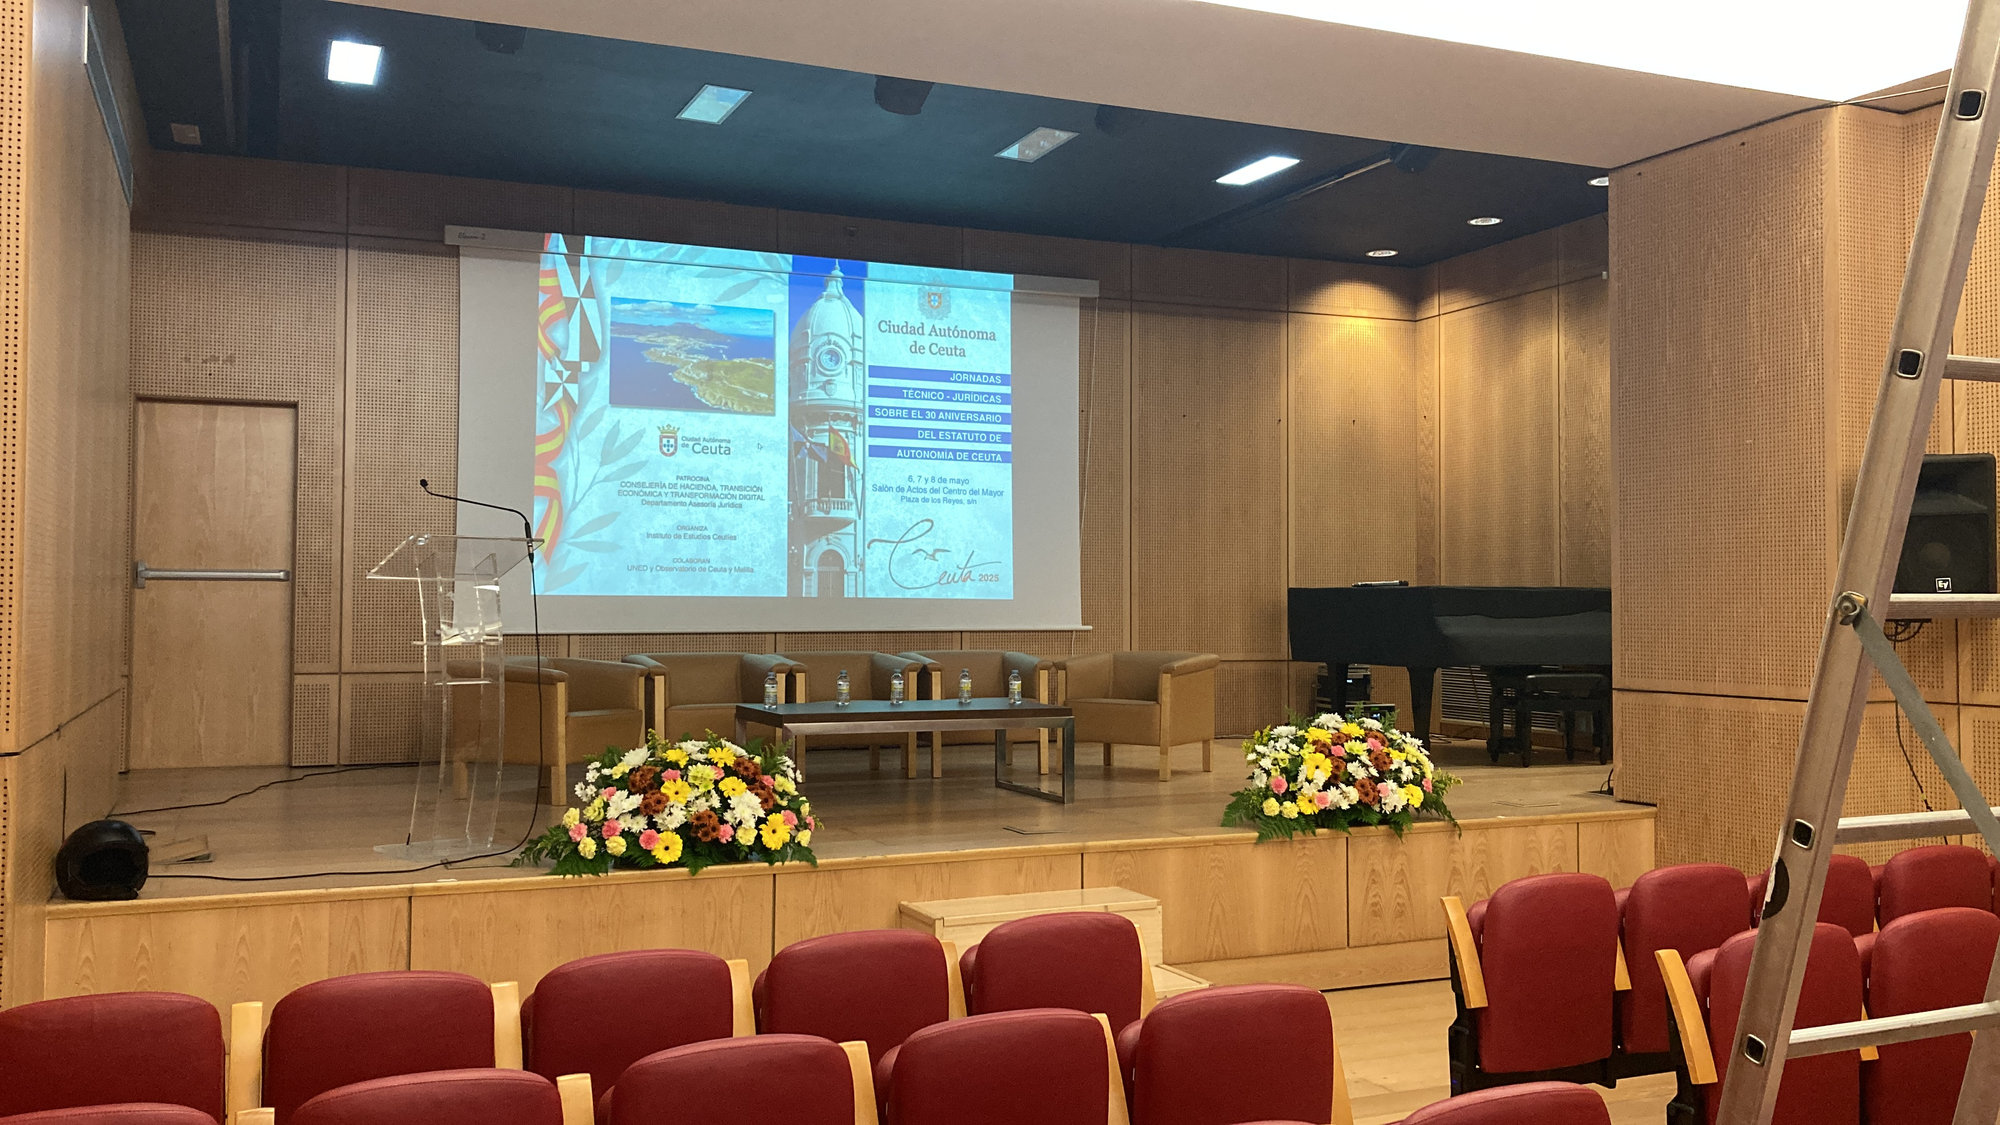 Ciudad Autónoma
de Ceuta
PATROCINA
CONSEJERÍA DE HACIENDA, TRANSICIÓN
ECONÓMICA Y TRANSFORMACIÓN DIGITAL
Departamento Asesoría Jurídica
ORGANIZA
Instituto de Estudios Ceutíes
COLABORAN
UNED y Observatorio de Ceuta y Melilla.
Ciudad Autónoma
de Ceuta
JORNADAS
TÉCNICO - JURÍDICAS
SOBRE EL 30 ANIVERSARIO
DEL ESTATUTO DE
AUTONOMÍA DE CEUTA
6, 7 y 8 de mayo
Salón de Actos del Centro del Mayor
Plaza de los Reyes, s/n
Ceuta 2025
EV